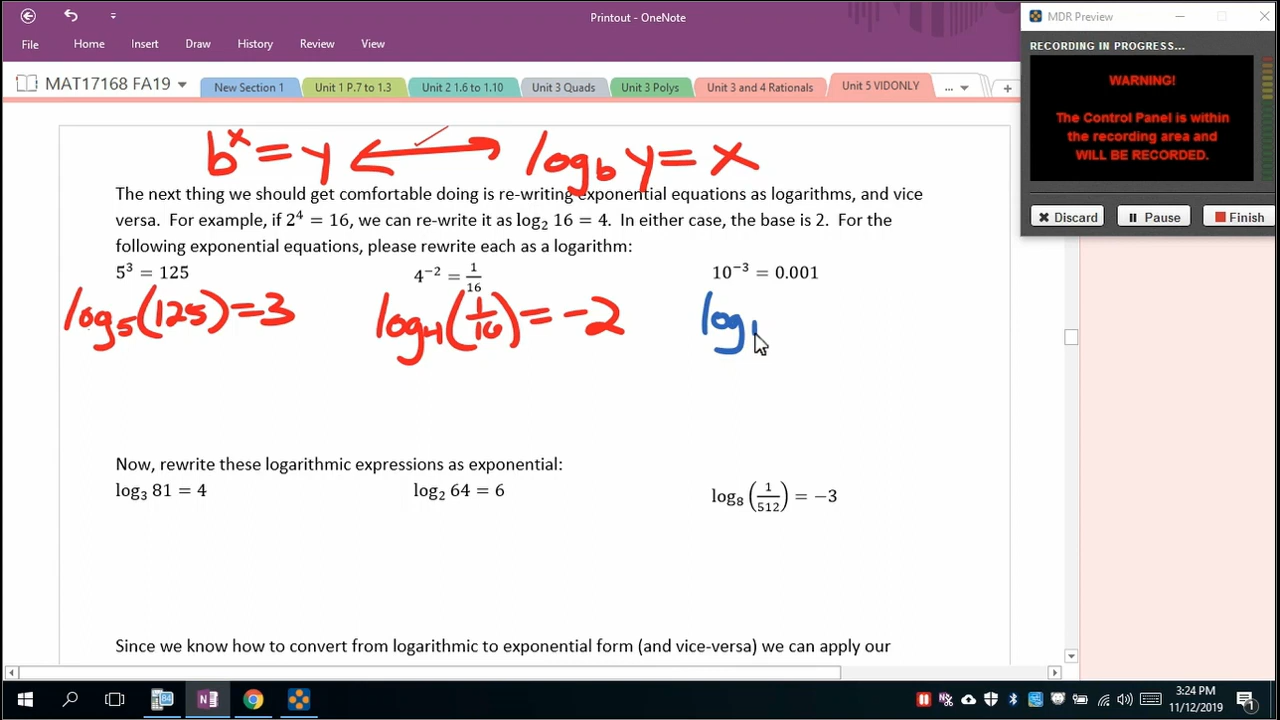 Printout - OneNote
File Home Insert Draw History Review View
MAT17168 FA19 New Section 1 Unit 1 P.7 to 1.3 Unit 2 1.6 to 1.10 Unit 3 Quads Unit 3 Polys Unit 3 and 4 Rationals Unit 5 VIDONLY ... +
MDR Preview
RECORDING IN PROGRESS...
WARNING!
The Control Panel is within
the recording area and
WILL BE RECORDED.
Discard Pause Finish
b^x = y ⟷ log_b y = x
The next thing we should get comfortable doing is re-writing exponential equations as logarithms, and vice
versa. For example, if 2⁴ = 16, we can re-write it as log₂ 16 = 4. In either case, the base is 2. For the
following exponential equations, please rewrite each as a logarithm:
5³ = 125 4⁻² = 1/16 10⁻³ = 0.001
log₅(125) = 3 log₄(1/16) = -2 log₁
Now, rewrite these logarithmic expressions as exponential:
log₃ 81 = 4 log₂ 64 = 6 log₈ (1/512) = −3
Since we know how to convert from logarithmic to exponential form (and vice-versa) we can apply our
3:24 PM
11/12/2019
1